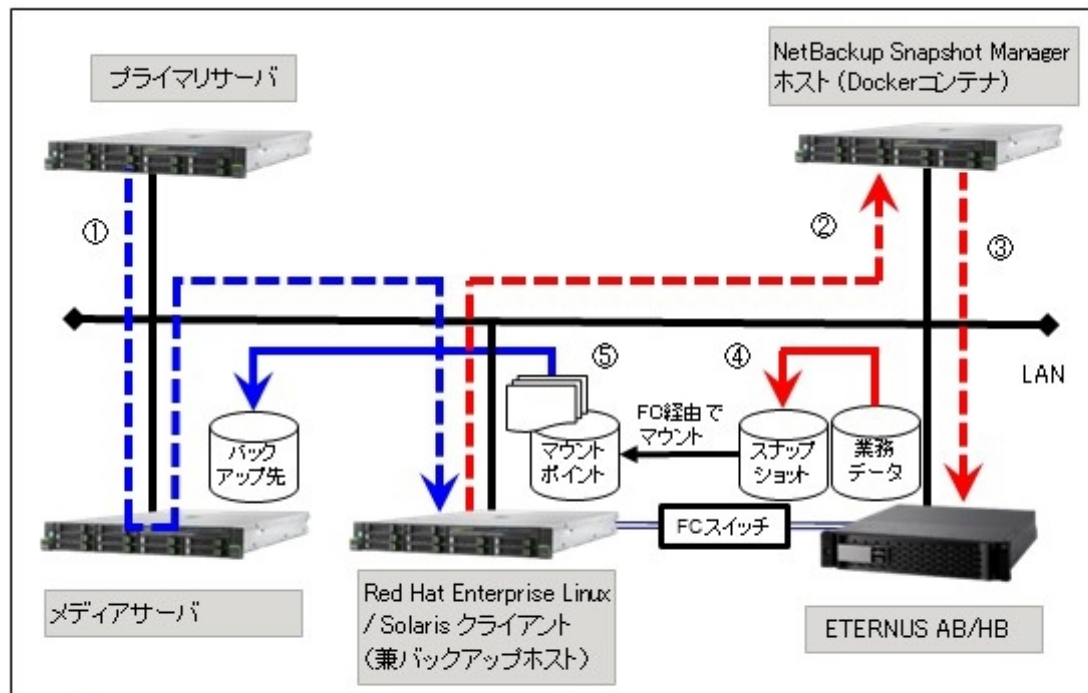 プライマリサーバ
NetBackup Snapshot Manager
ホスト（Dockerコンテナ）
①
②
③
LAN
⑤
④
バック
アップ先
マウント
ポイント
FC経由で
マウント
スナップ
ショット
業務
データ
FCスイッチ
メディアサーバ
Red Hat Enterprise Linux
/ Solaris クライアント
（兼バックアップホスト）
ETERNUS AB/HB